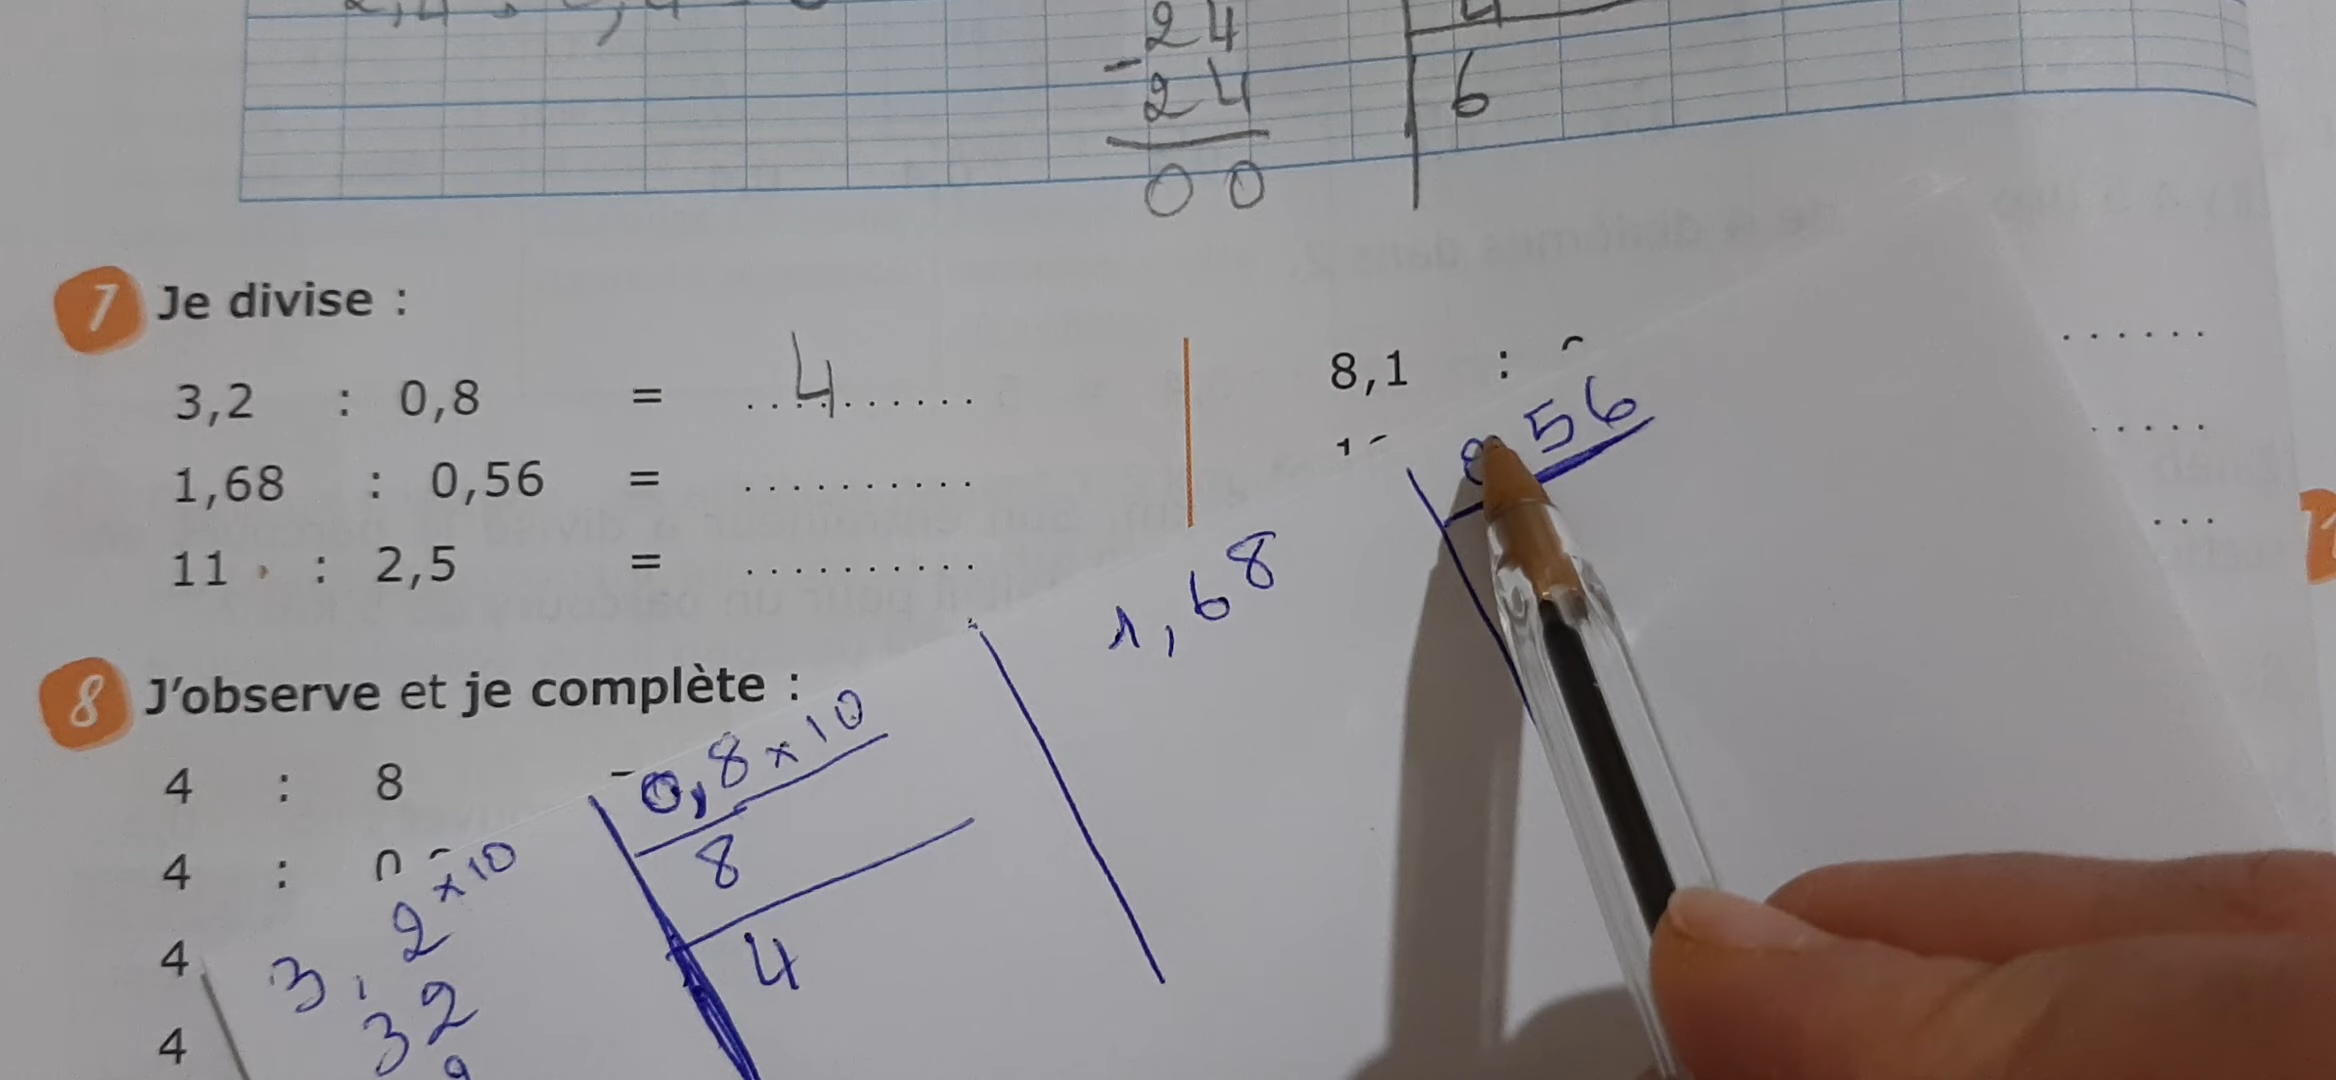 24
4
- 24
6
00
7 Je divise :
3,2 : 0,8 = 4..........
8,1 :
1,68 : 0,56 = ..........
11 : 2,5 = ..........
56
1,68
8 J'observe et je complète :
4 : 8
0,8 x 10
4 :
8
3,2 x 10
4
4
32
4